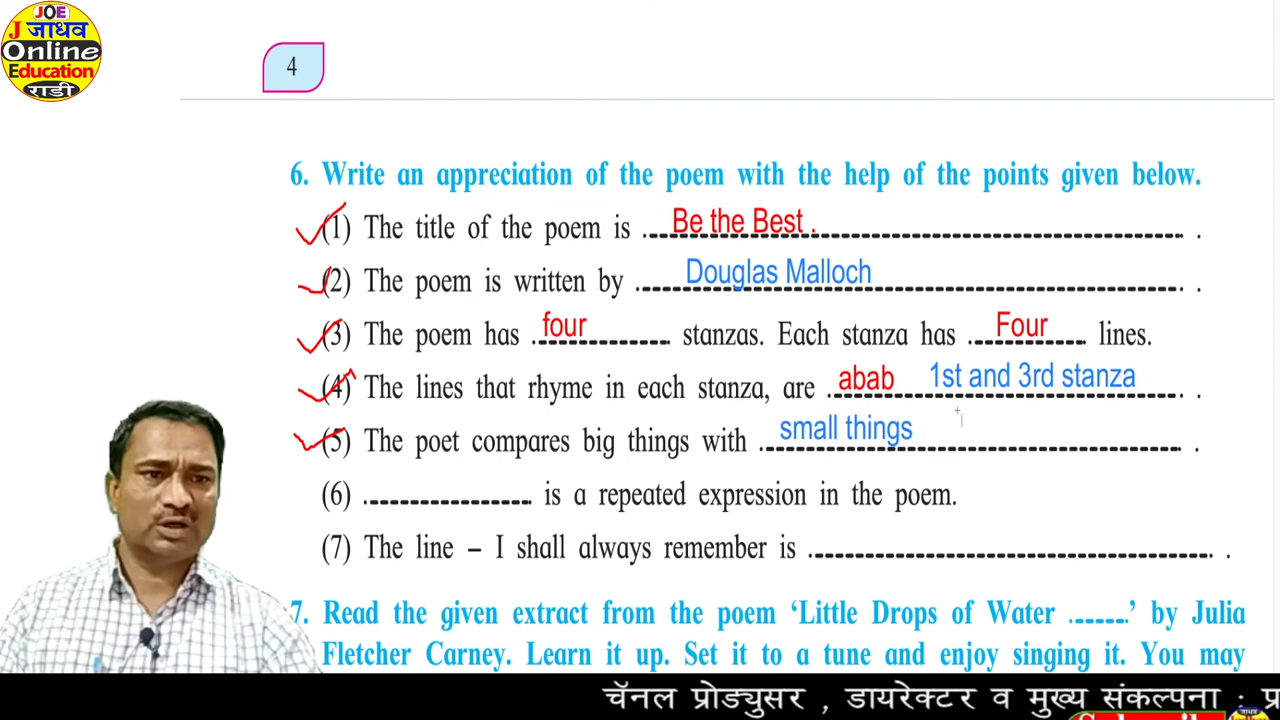 JOE
J जाधव
Online
Education
राडी
4
6. Write an appreciation of the poem with the help of the points given below.
(1) The title of the poem is Be the Best . .
(2) The poem is written by Douglas Malloch .
(3) The poem has four stanzas. Each stanza has Four lines.
(4) The lines that rhyme in each stanza, are abab 1st and 3rd stanza .
(5) The poet compares big things with small things .
(6) ............... is a repeated expression in the poem.
(7) The line – I shall always remember is ............... .
7. Read the given extract from the poem ‘Little Drops of Water ......’ by Julia
Fletcher Carney. Learn it up. Set it to a tune and enjoy singing it. You may
चॅनल प्रोड्युसर , डायरेक्टर व मुख्य संकल्पना : प्र